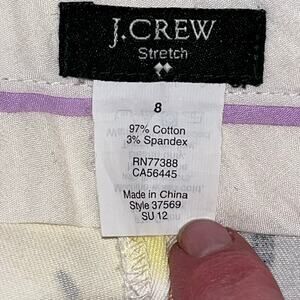 J.CREW
Stretch
8
97% Cotton
3% Spandex
RN77388
CA56445
Made in China
Style 37569
SU 12